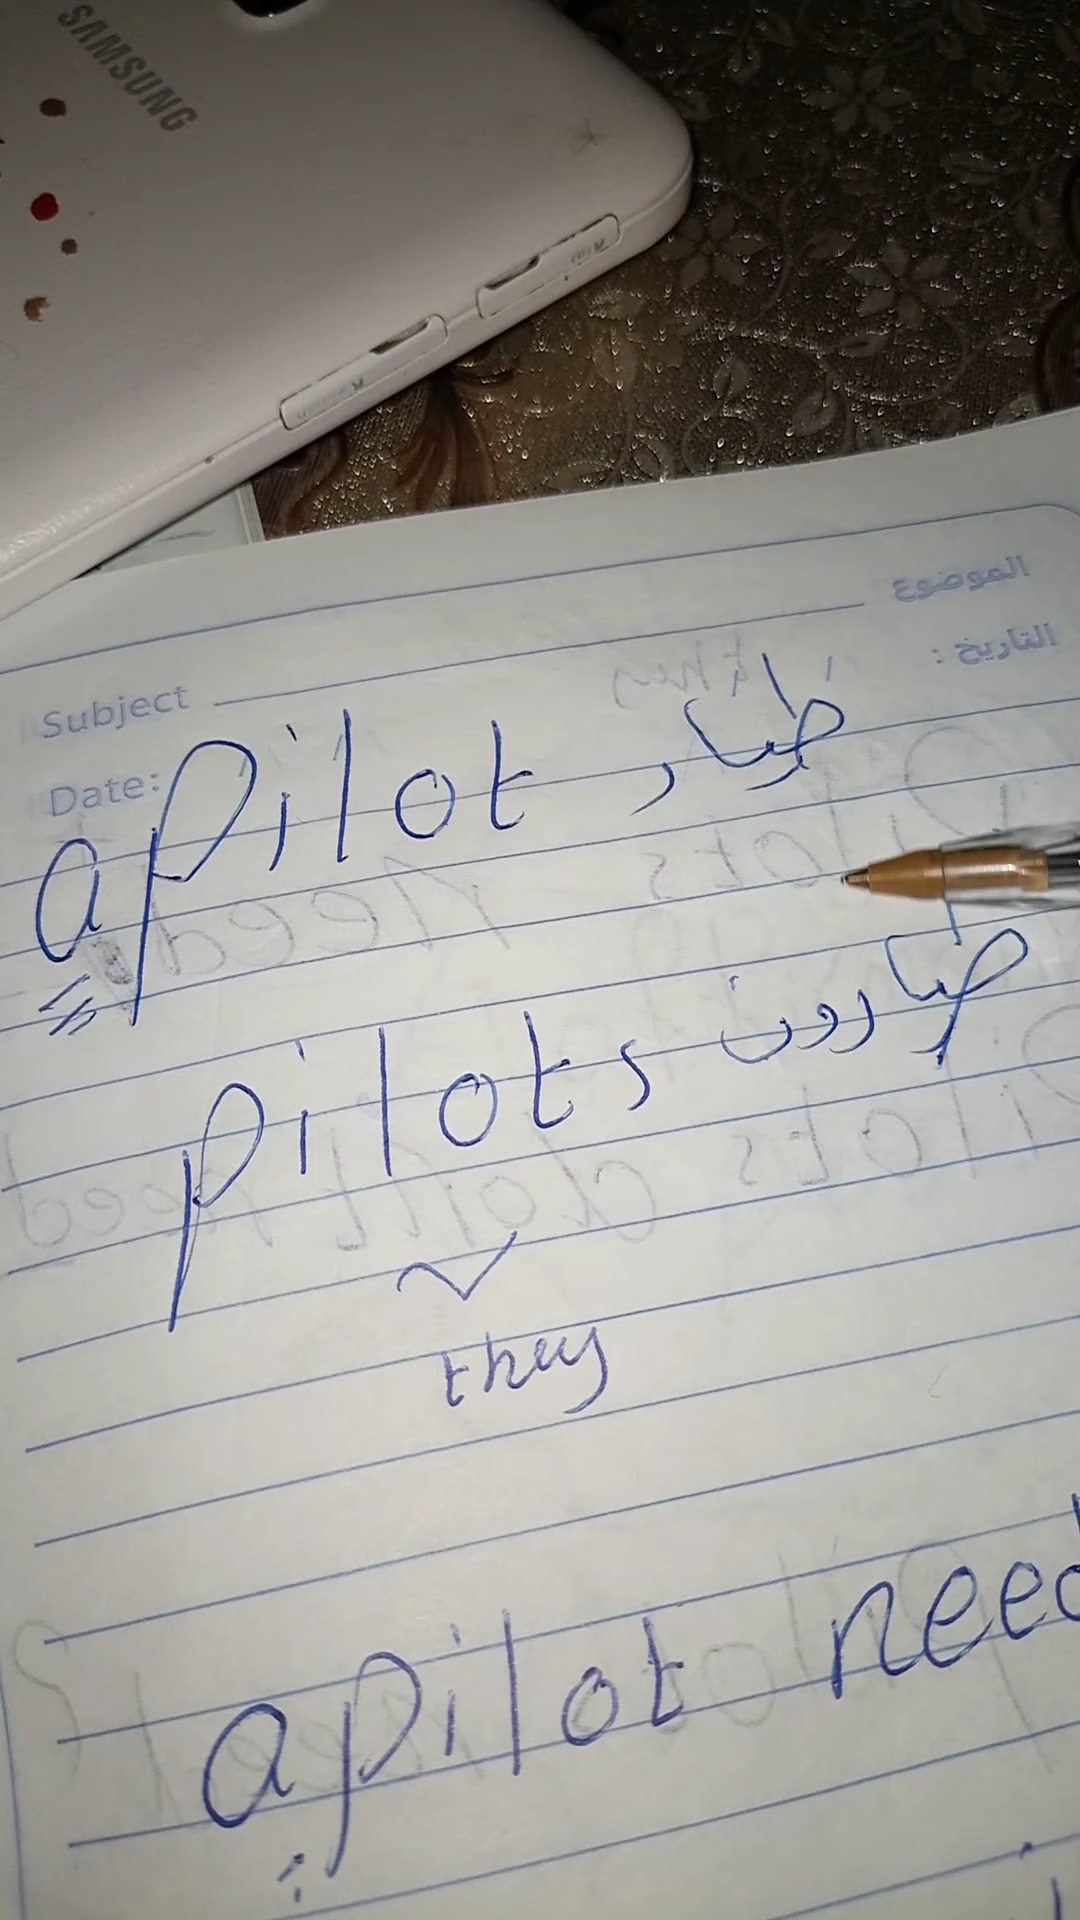 SAMSUNG
الموضوع
Subject
التاريخ :
Date:
a pilot طيار
pilots طيارون
they
a pilot need